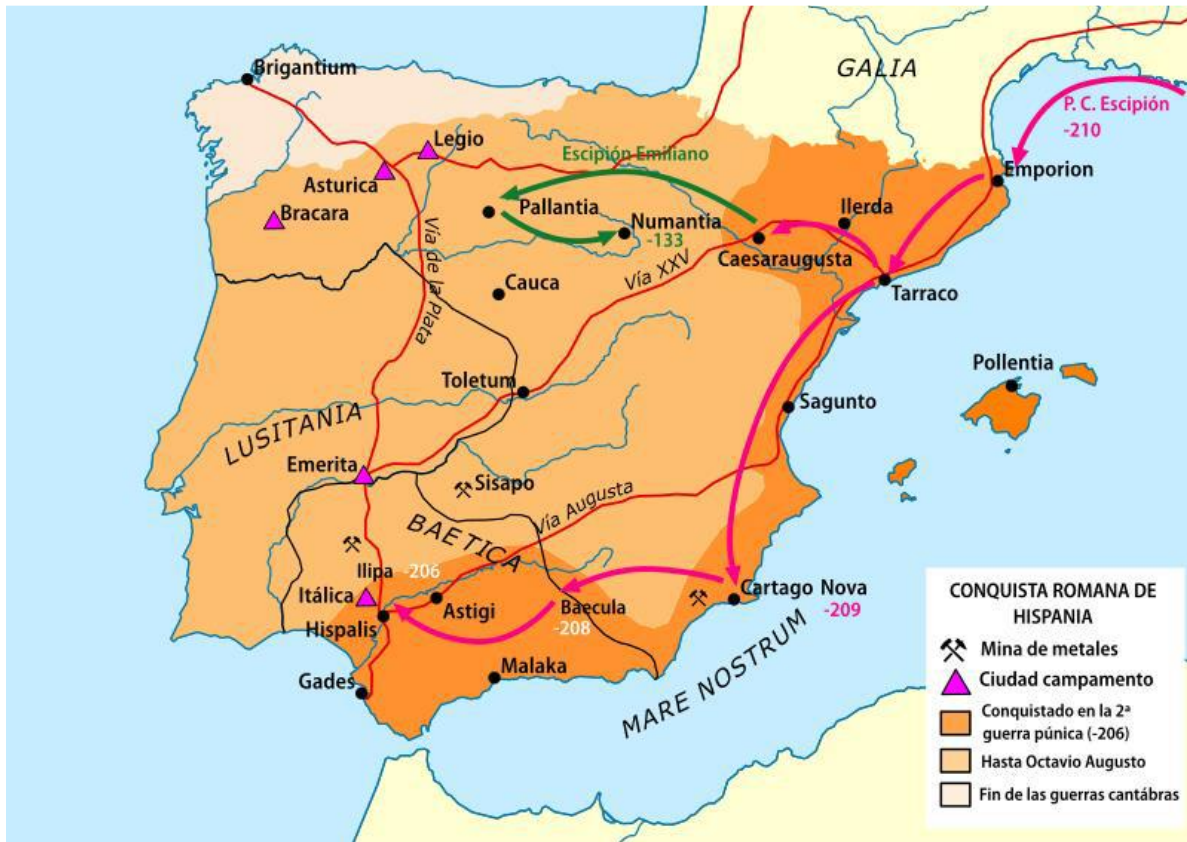 GALIA
Brigantium
P. C. Escipión
-210
Legio
Escipión Emiliano
Asturica
Emporion
Bracara
Pallantia
Numantia
-133
Ilerda
Caesaraugusta
Vía de la Plata
Vía XXV
Cauca
Tarraco
Pollentia
Toletum
Sagunto
LUSITANIA
Emerita
Sisapo
Vía Augusta
BAETICA
Ilipa -206
Itálica
Astigi
Baecula
-208
Cartago Nova
-209
Hispalis
Malaka
Gades
MARE NOSTRUM
CONQUISTA ROMANA DE
HISPANIA
Mina de metales
Ciudad campamento
Conquistado en la 2ª
guerra púnica (-206)
Hasta Octavio Augusto
Fin de las guerras cantábras